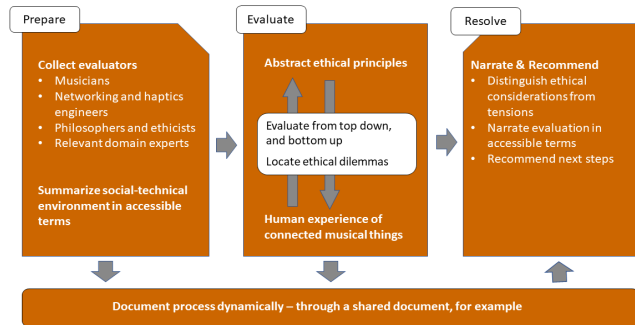 Prepare
Collect evaluators
• Musicians
• Networking and haptics
engineers
• Philosophers and ethicists
• Relevant domain experts
Summarize social-technical
environment in accessible
terms
Evaluate
Abstract ethical principles
Evaluate from top down,
and bottom up
Locate ethical dilemmas
Human experience of
connected musical things
Resolve
Narrate & Recommend
• Distinguish ethical
considerations from
tensions
• Narrate evaluation in
accessible terms
• Recommend next steps
Document process dynamically – through a shared document, for example